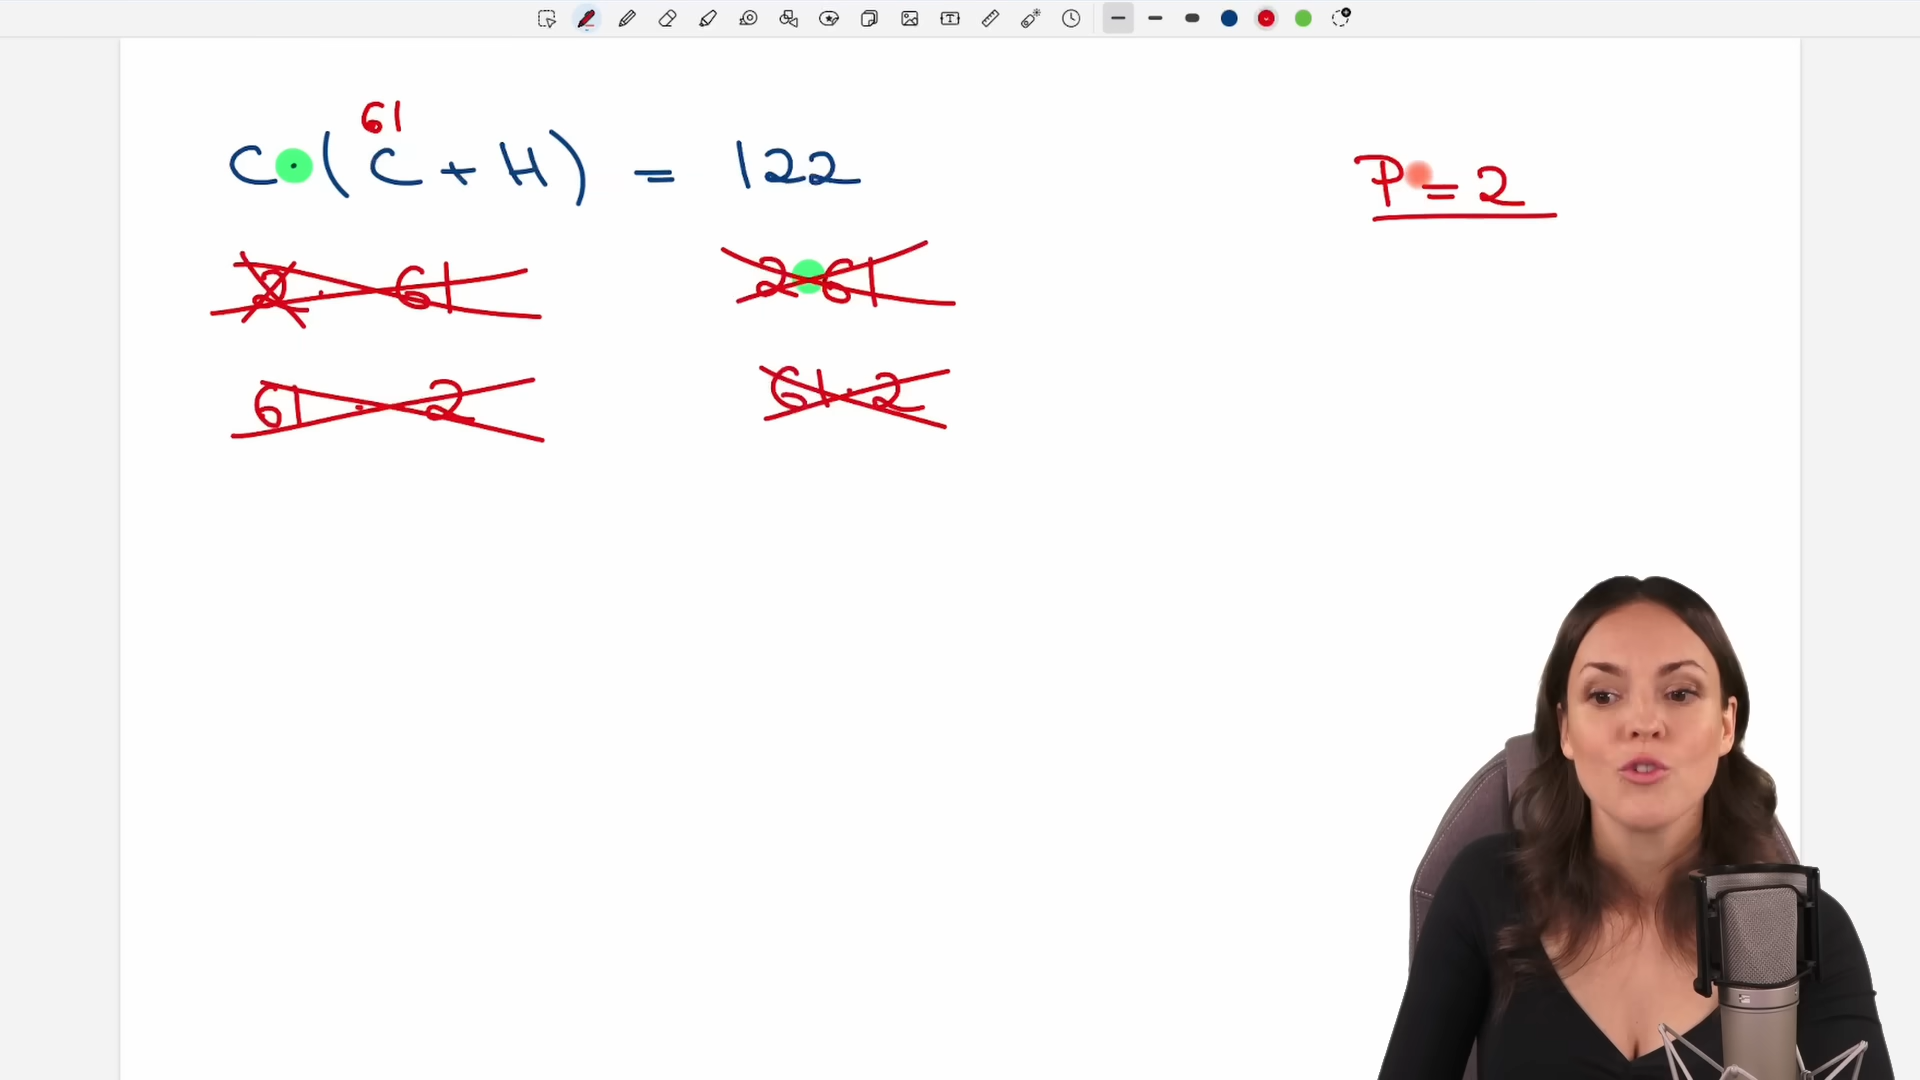 61
C · ( C + H ) = 122
P = 2
2 · 61
2 61
61 · 2
61 · 2